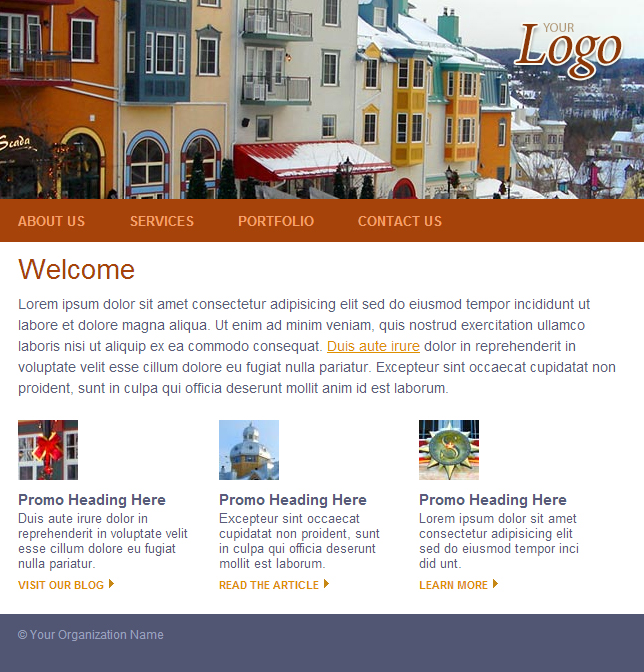 YOUR
Logo
Scada
ABOUT US SERVICES PORTFOLIO CONTACT US
Welcome
Lorem ipsum dolor sit amet consectetur adipisicing elit sed do eiusmod tempor incididunt ut
labore et dolore magna aliqua. Ut enim ad minim veniam, quis nostrud exercitation ullamco
laboris nisi ut aliquip ex ea commodo consequat. Duis aute irure dolor in reprehenderit in
voluptate velit esse cillum dolore eu fugiat nulla pariatur. Excepteur sint occaecat cupidatat non
proident, sunt in culpa qui officia deserunt mollit anim id est laborum.
S
Promo Heading Here
Duis aute irure dolor in
reprehenderit in voluptate velit
esse cillum dolore eu fugiat
nulla pariatur.
VISIT OUR BLOG
Promo Heading Here
Excepteur sint occaecat
cupidatat non proident, sunt
in culpa qui officia deserunt
mollit est laborum.
READ THE ARTICLE
Promo Heading Here
Lorem ipsum dolor sit amet
consectetur adipisicing elit
sed do eiusmod tempor inci
did unt.
LEARN MORE
© Your Organization Name